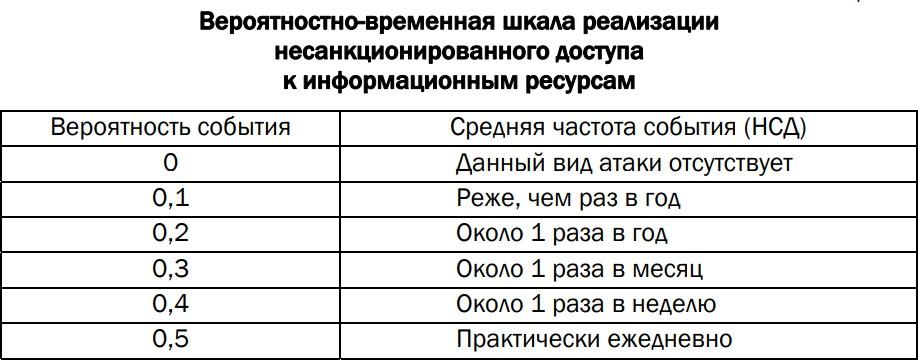 Вероятностно-временная шкала реализации
несанкционированного доступа
к информационным ресурсам
Вероятность события Средняя частота события (НСД)
0 Данный вид атаки отсутствует
0,1 Реже, чем раз в год
0,2 Около 1 раза в год
0,3 Около 1 раза в месяц
0,4 Около 1 раза в неделю
0,5 Практически ежедневно